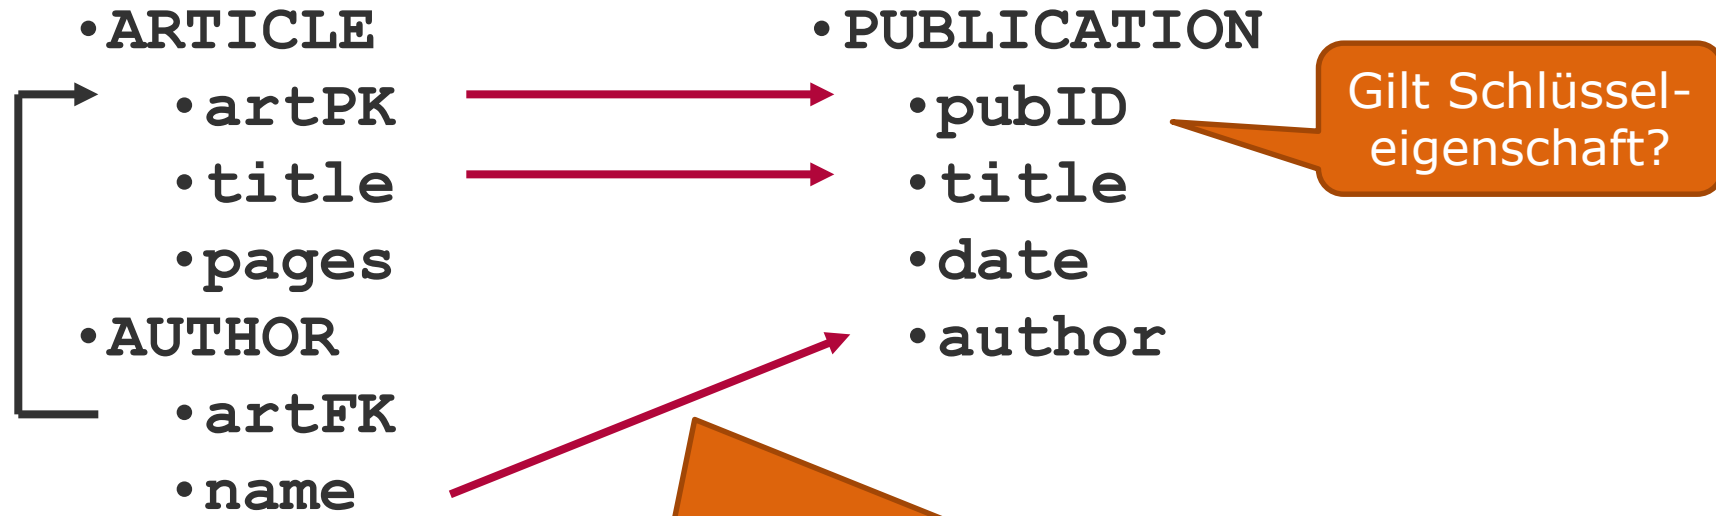 •ARTICLE
•artPK
•title
•pages
•AUTHOR
•artFK
•name
•PUBLICATION
•pubID
•title
•date
•author
Gilt Schlüssel-
eigenschaft?